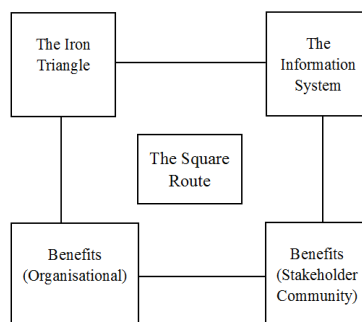 The Iron
Triangle
The
Information
System
The Square
Route
Benefits
(Organisational)
Benefits
(Stakeholder
Community)